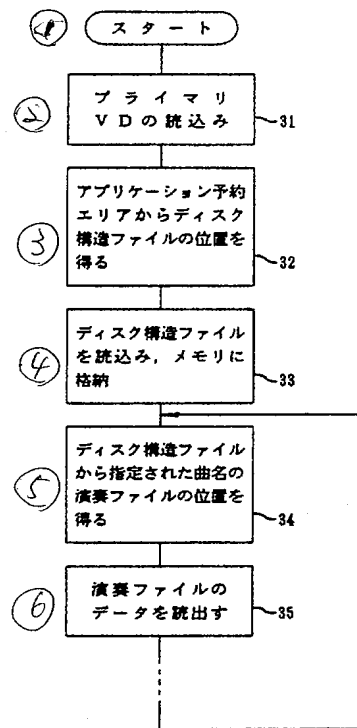 ① スタート
② プライマリ
VDの読込み 31
アプリケーション予約
エリアからディスク
③ 構造ファイルの位置を
得る 32
ディスク構造ファイル
④ を読込み，メモリに
格納 33
ディスク構造ファイル
から指定された曲名の
⑤ 演奏ファイルの位置を
得る 34
演奏ファイルの
⑥ データを読出す 35